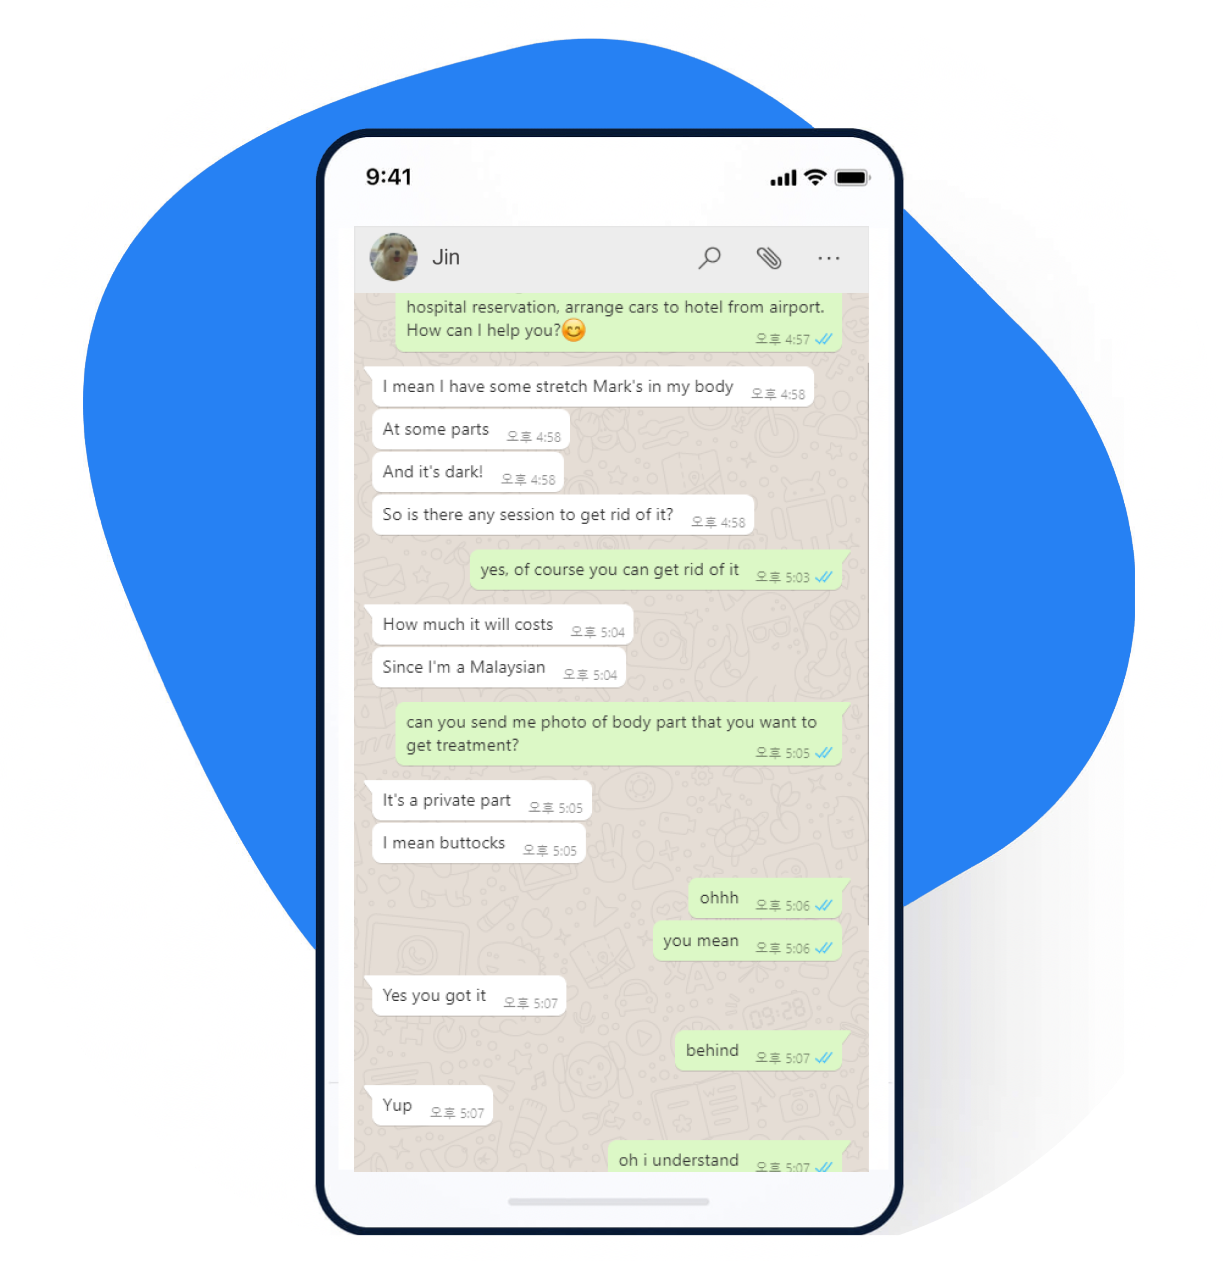 9:41
Jin
hospital reservation, arrange cars to hotel from airport.
How can I help you?😊
오후 4:57
I mean I have some stretch Mark's in my body 오후 4:58
At some parts 오후 4:58
And it's dark! 오후 4:58
So is there any session to get rid of it? 오후 4:58
yes, of course you can get rid of it 오후 5:03
How much it will costs 오후 5:04
Since I'm a Malaysian 오후 5:04
can you send me photo of body part that you want to
get treatment? 오후 5:05
It's a private part 오후 5:05
I mean buttocks 오후 5:05
ohhh 오후 5:06
you mean 오후 5:06
Yes you got it 오후 5:07
behind 오후 5:07
Yup 오후 5:07
oh i understand 오후 5:07